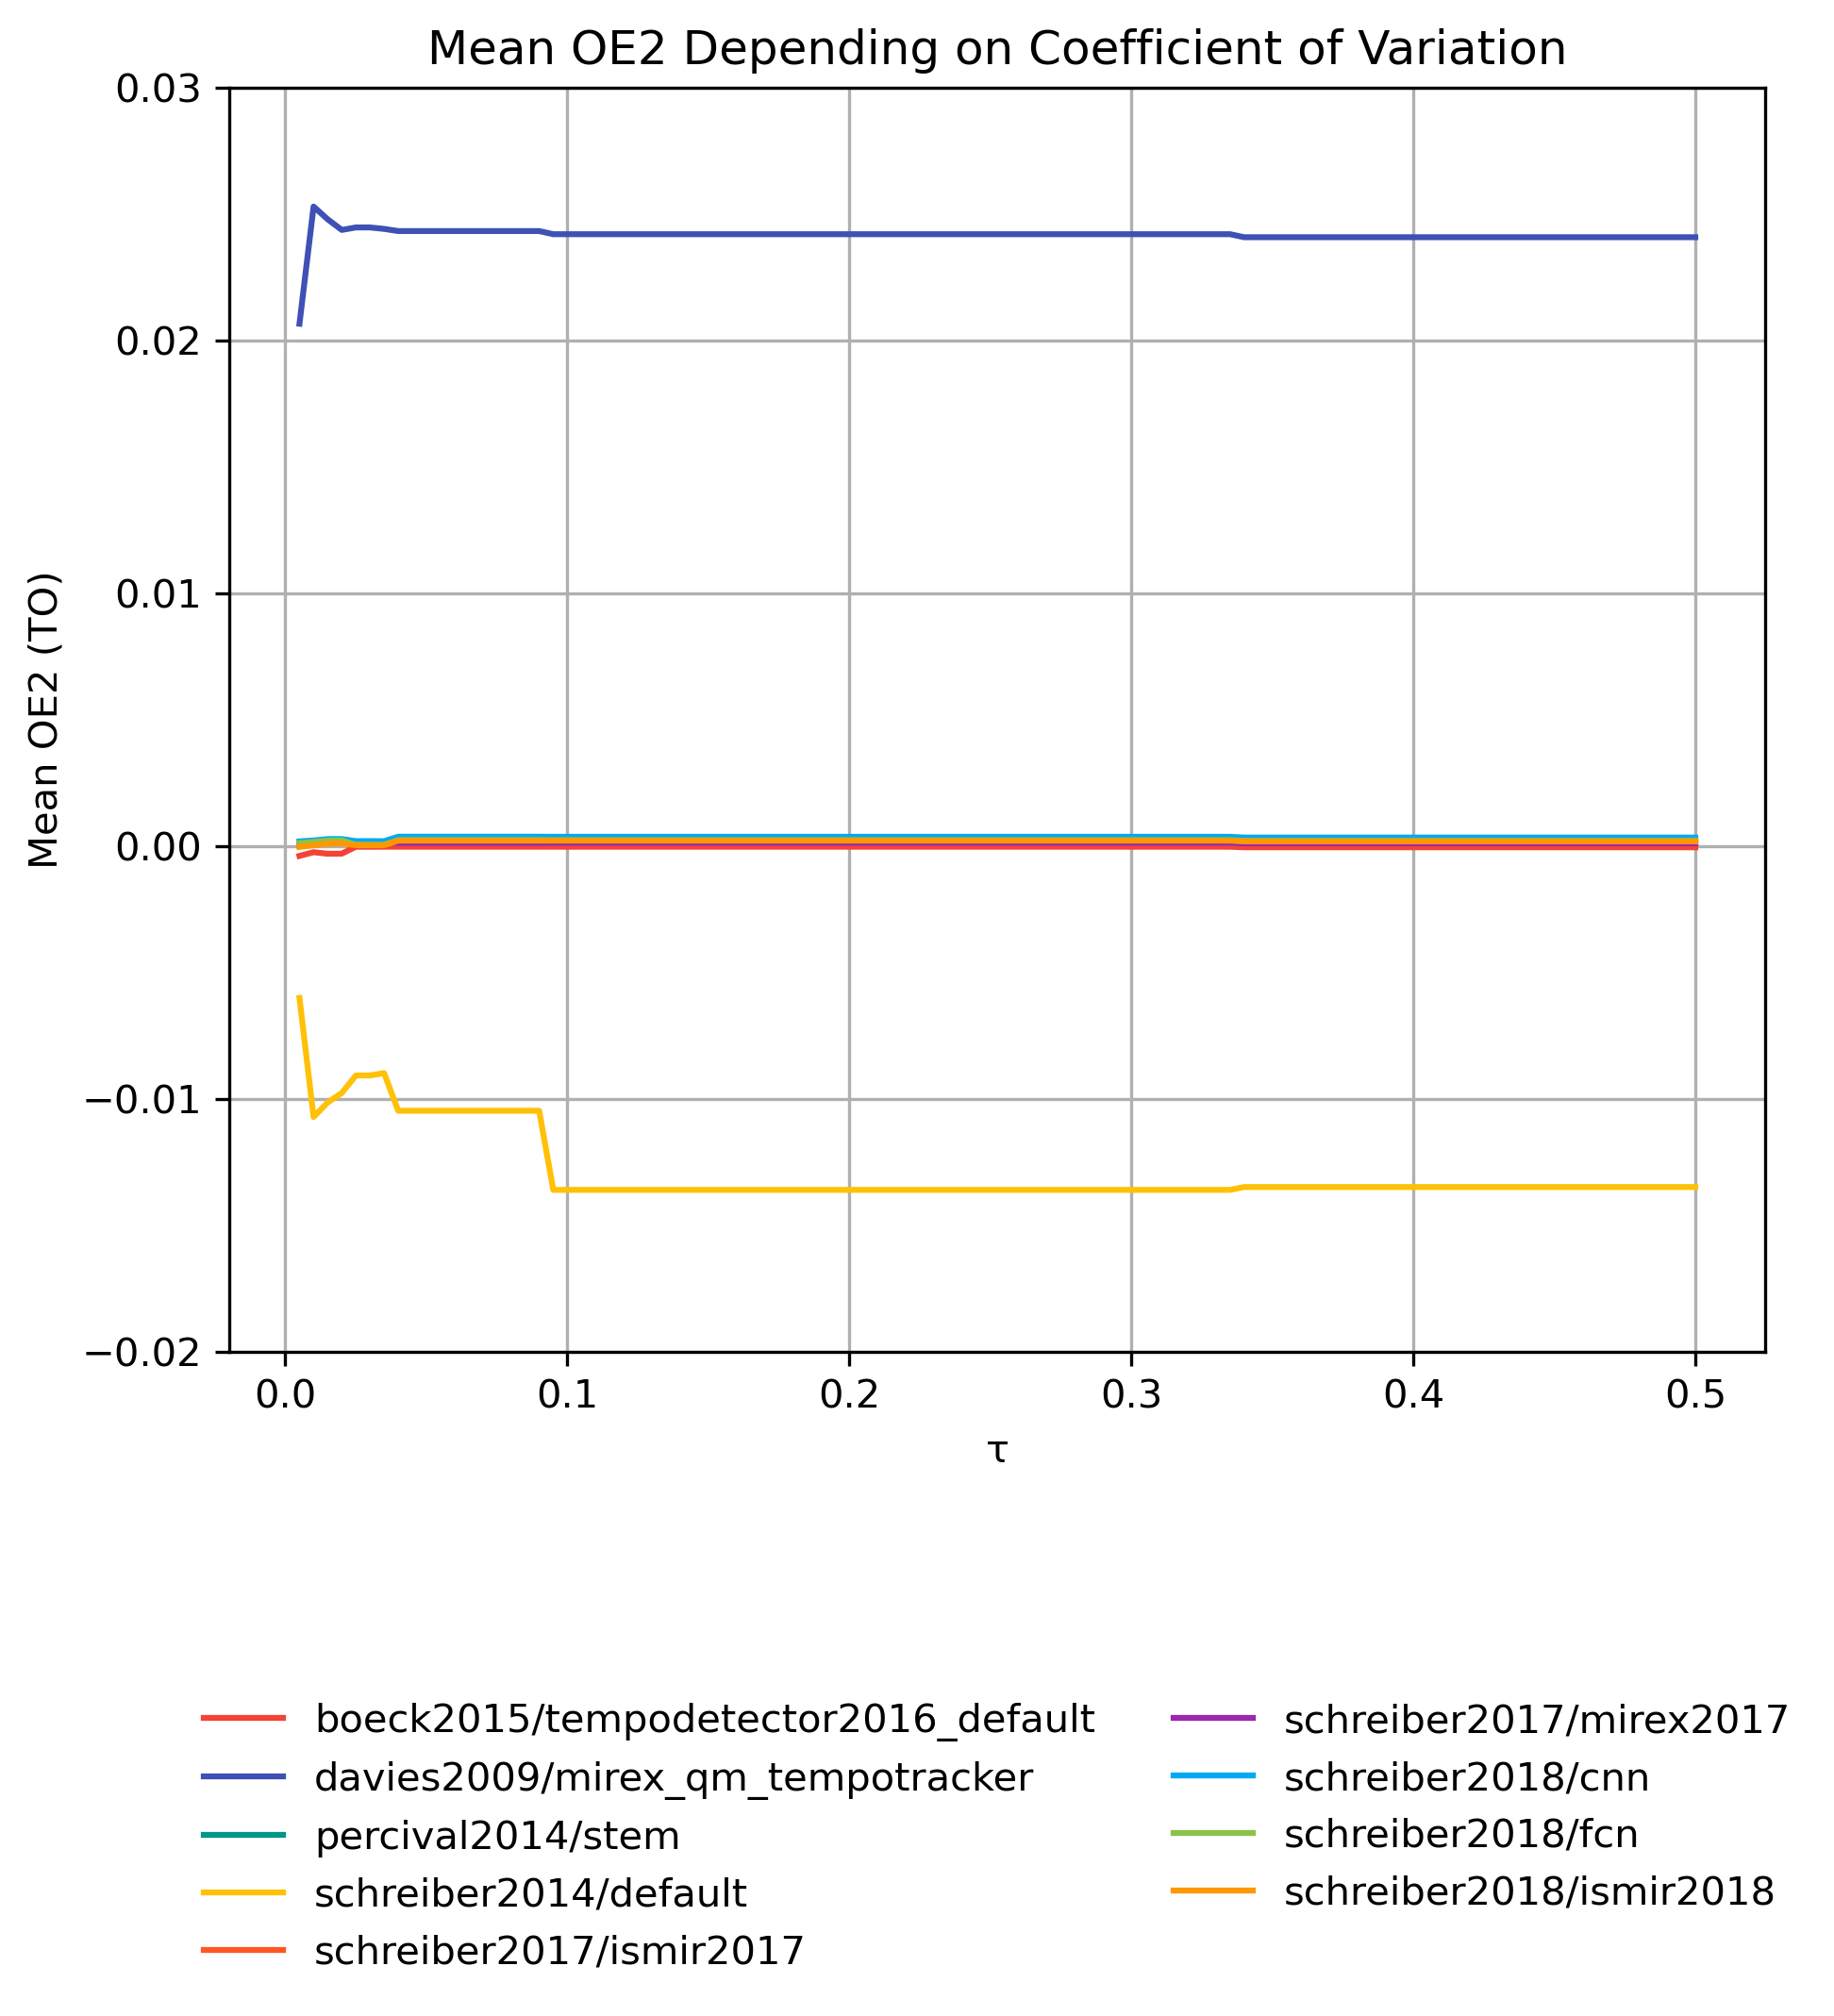 Mean OE2 Depending on Coefficient of Variation
0.03
0.02
0.01
0.00
−0.01
−0.02
Mean OE2 (TO)
0.0 0.1 0.2 0.3 0.4 0.5
τ
boeck2015/tempodetector2016_default
davies2009/mirex_qm_tempotracker
percival2014/stem
schreiber2014/default
schreiber2017/ismir2017
schreiber2017/mirex2017
schreiber2018/cnn
schreiber2018/fcn
schreiber2018/ismir2018